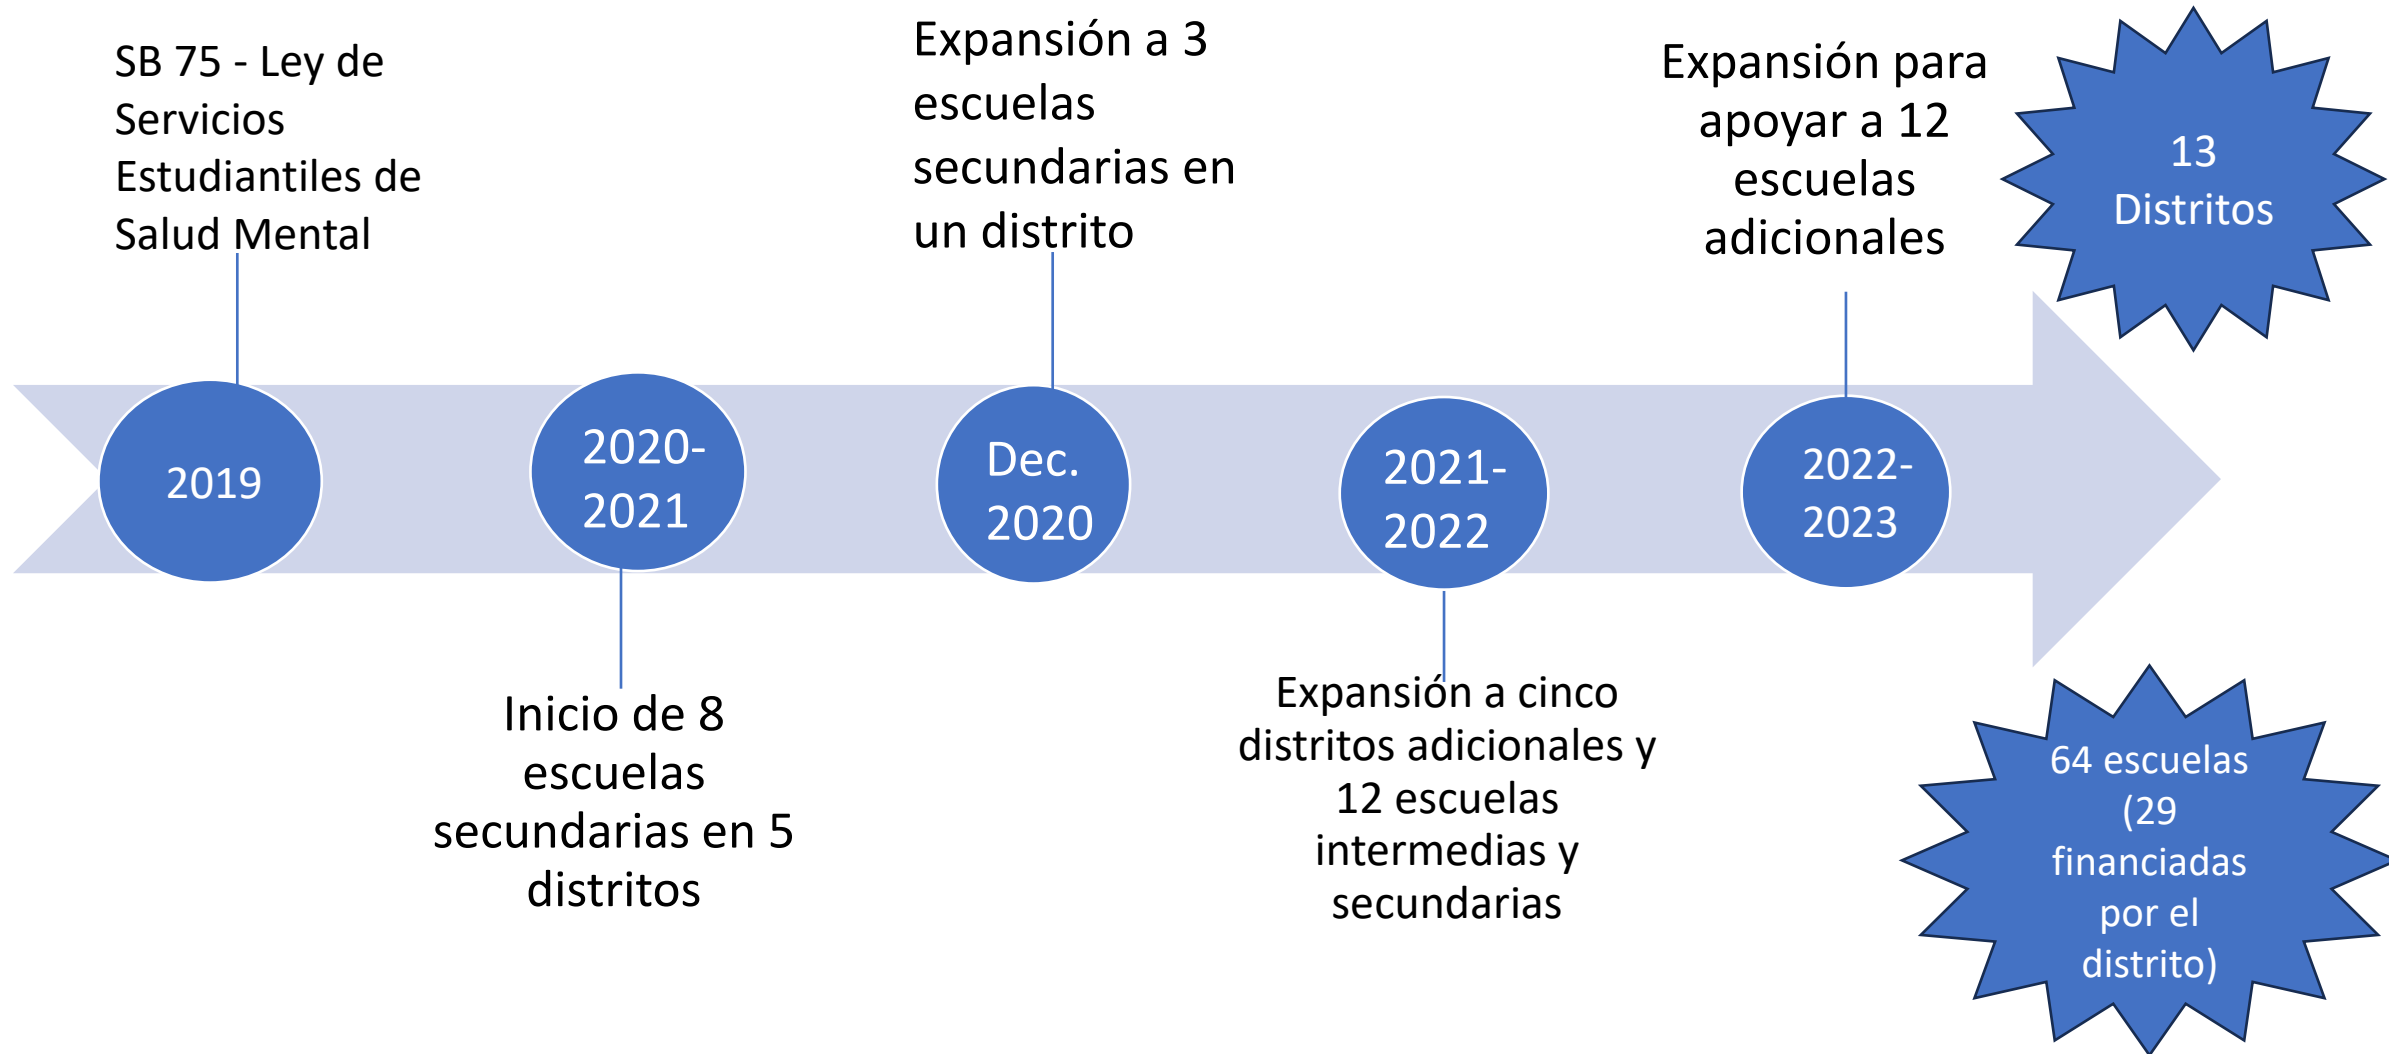 SB 75 - Ley de
Servicios
Estudiantiles de
Salud Mental
Expansión a 3
escuelas
secundarias en
un distrito
Expansión para
apoyar a 12
escuelas
adicionales
13
Distritos
2019
2020-
2021
Dec.
2020
2021-
2022
2022-
2023
Inicio de 8
escuelas
secundarias en 5
distritos
Expansión a cinco
distritos adicionales y
12 escuelas
intermedias y
secundarias
64 escuelas
(29
financiadas
por el
distrito)